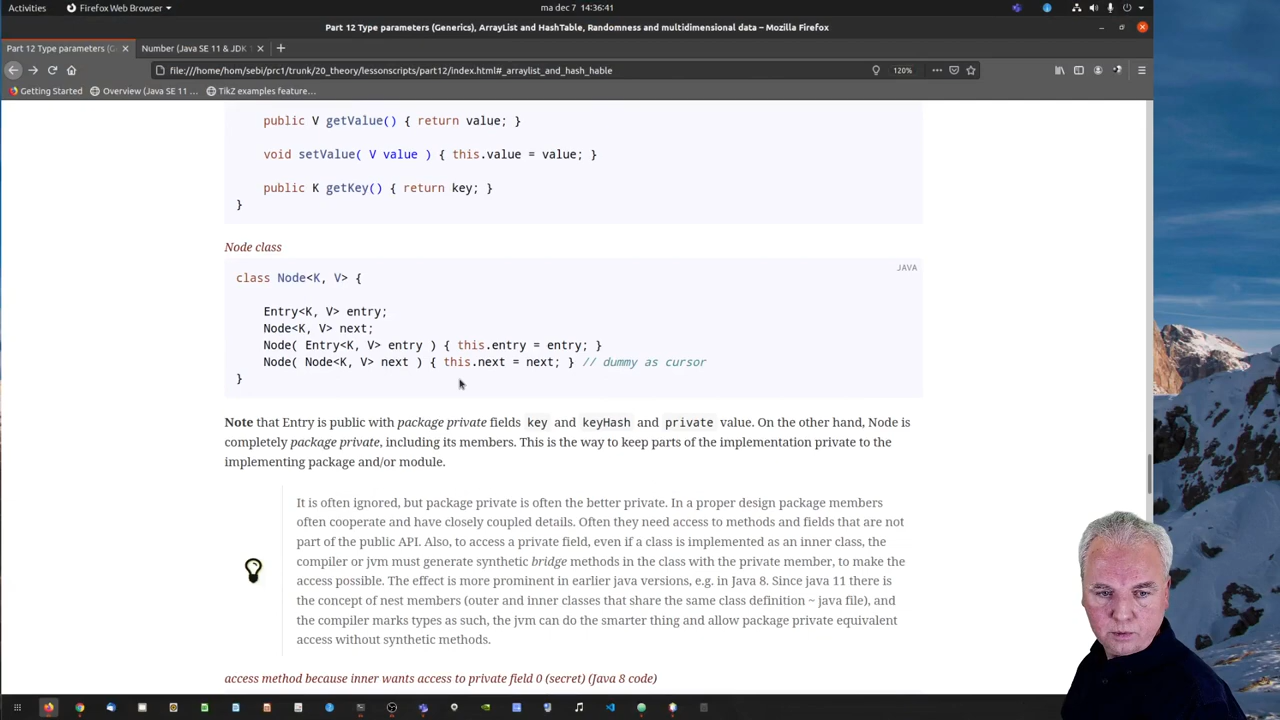 Activities
Firefox Web Browser
ma dec 7 14:36:41
Part 12 Type parameters (Generics), ArrayList and HashTable, Randomness and multidimensional data – Mozilla Firefox
Part 12 Type parameters (G
Number (Java SE 11 & JDK
file:///home/hom/sebi/prc1/trunk/20_theory/lessonscripts/part12/index.html#_arraylist_and_hash_hable
120%
Getting Started
Overview (Java SE 11 ...
TikZ examples feature...
public V getValue() { return value; }
void setValue( V value ) { this.value = value; }
public K getKey() { return key; }
}
Node class
JAVA
class Node<K, V> {
Entry<K, V> entry;
Node<K, V> next;
Node( Entry<K, V> entry ) { this.entry = entry; }
Node( Node<K, V> next ) { this.next = next; } // dummy as cursor
}
Note that Entry is public with package private fields key and keyHash and private value. On the other hand, Node is
completely package private, including its members. This is the way to keep parts of the implementation private to the
implementing package and/or module.
It is often ignored, but package private is often the better private. In a proper design package members
often cooperate and have closely coupled details. Often they need access to methods and fields that are not
part of the public API. Also, to access a private field, even if a class is implemented as an inner class, the
compiler or jvm must generate synthetic bridge methods in the class with the private member, to make the
access possible. The effect is more prominent in earlier java versions, e.g. in Java 8. Since java 11 there is
the concept of nest members (outer and inner classes that share the same class definition ~ java file), and
the compiler marks types as such, the jvm can do the smarter thing and allow package private equivalent
access without synthetic methods.
access method because inner wants access to private field 0 (secret) (Java 8 code)